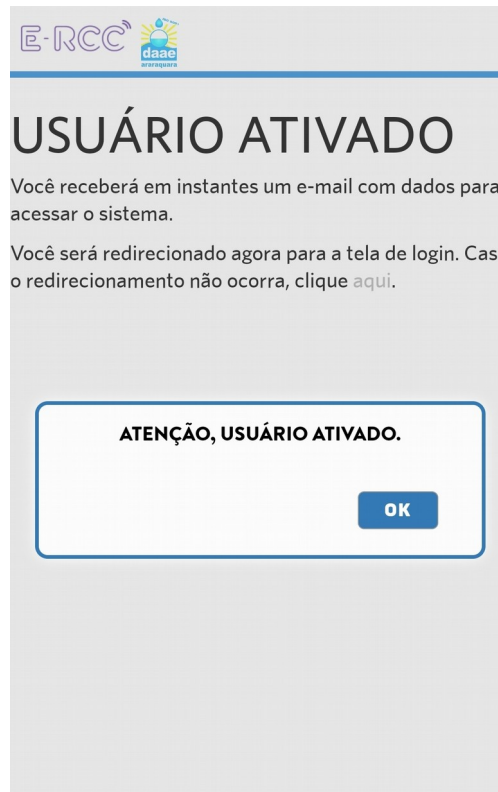 E-RCC
daae
araraquara
USUÁRIO ATIVADO
Você receberá em instantes um e-mail com dados para
acessar o sistema.
Você será redirecionado agora para a tela de login. Cas
o redirecionamento não ocorra, clique aqui.
ATENÇÃO, USUÁRIO ATIVADO.
OK